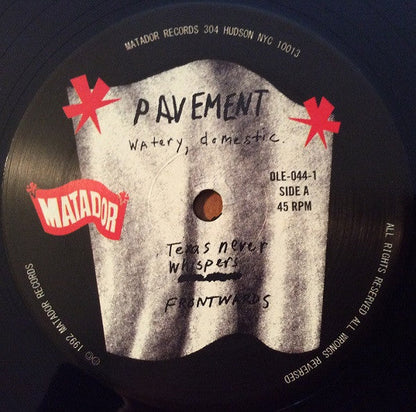 MATADOR RECORDS 304 HUDSON NYC 10013
PAVEMENT
Watery, domestic.
OLE-044-1
SIDE A
45 RPM
MATADOR
Texas never
whispers
FRONTWARDS
©℗ 1992 MATADOR RECORDS
ALL RIGHTS RESERVED ALL WRONGS REVERSED